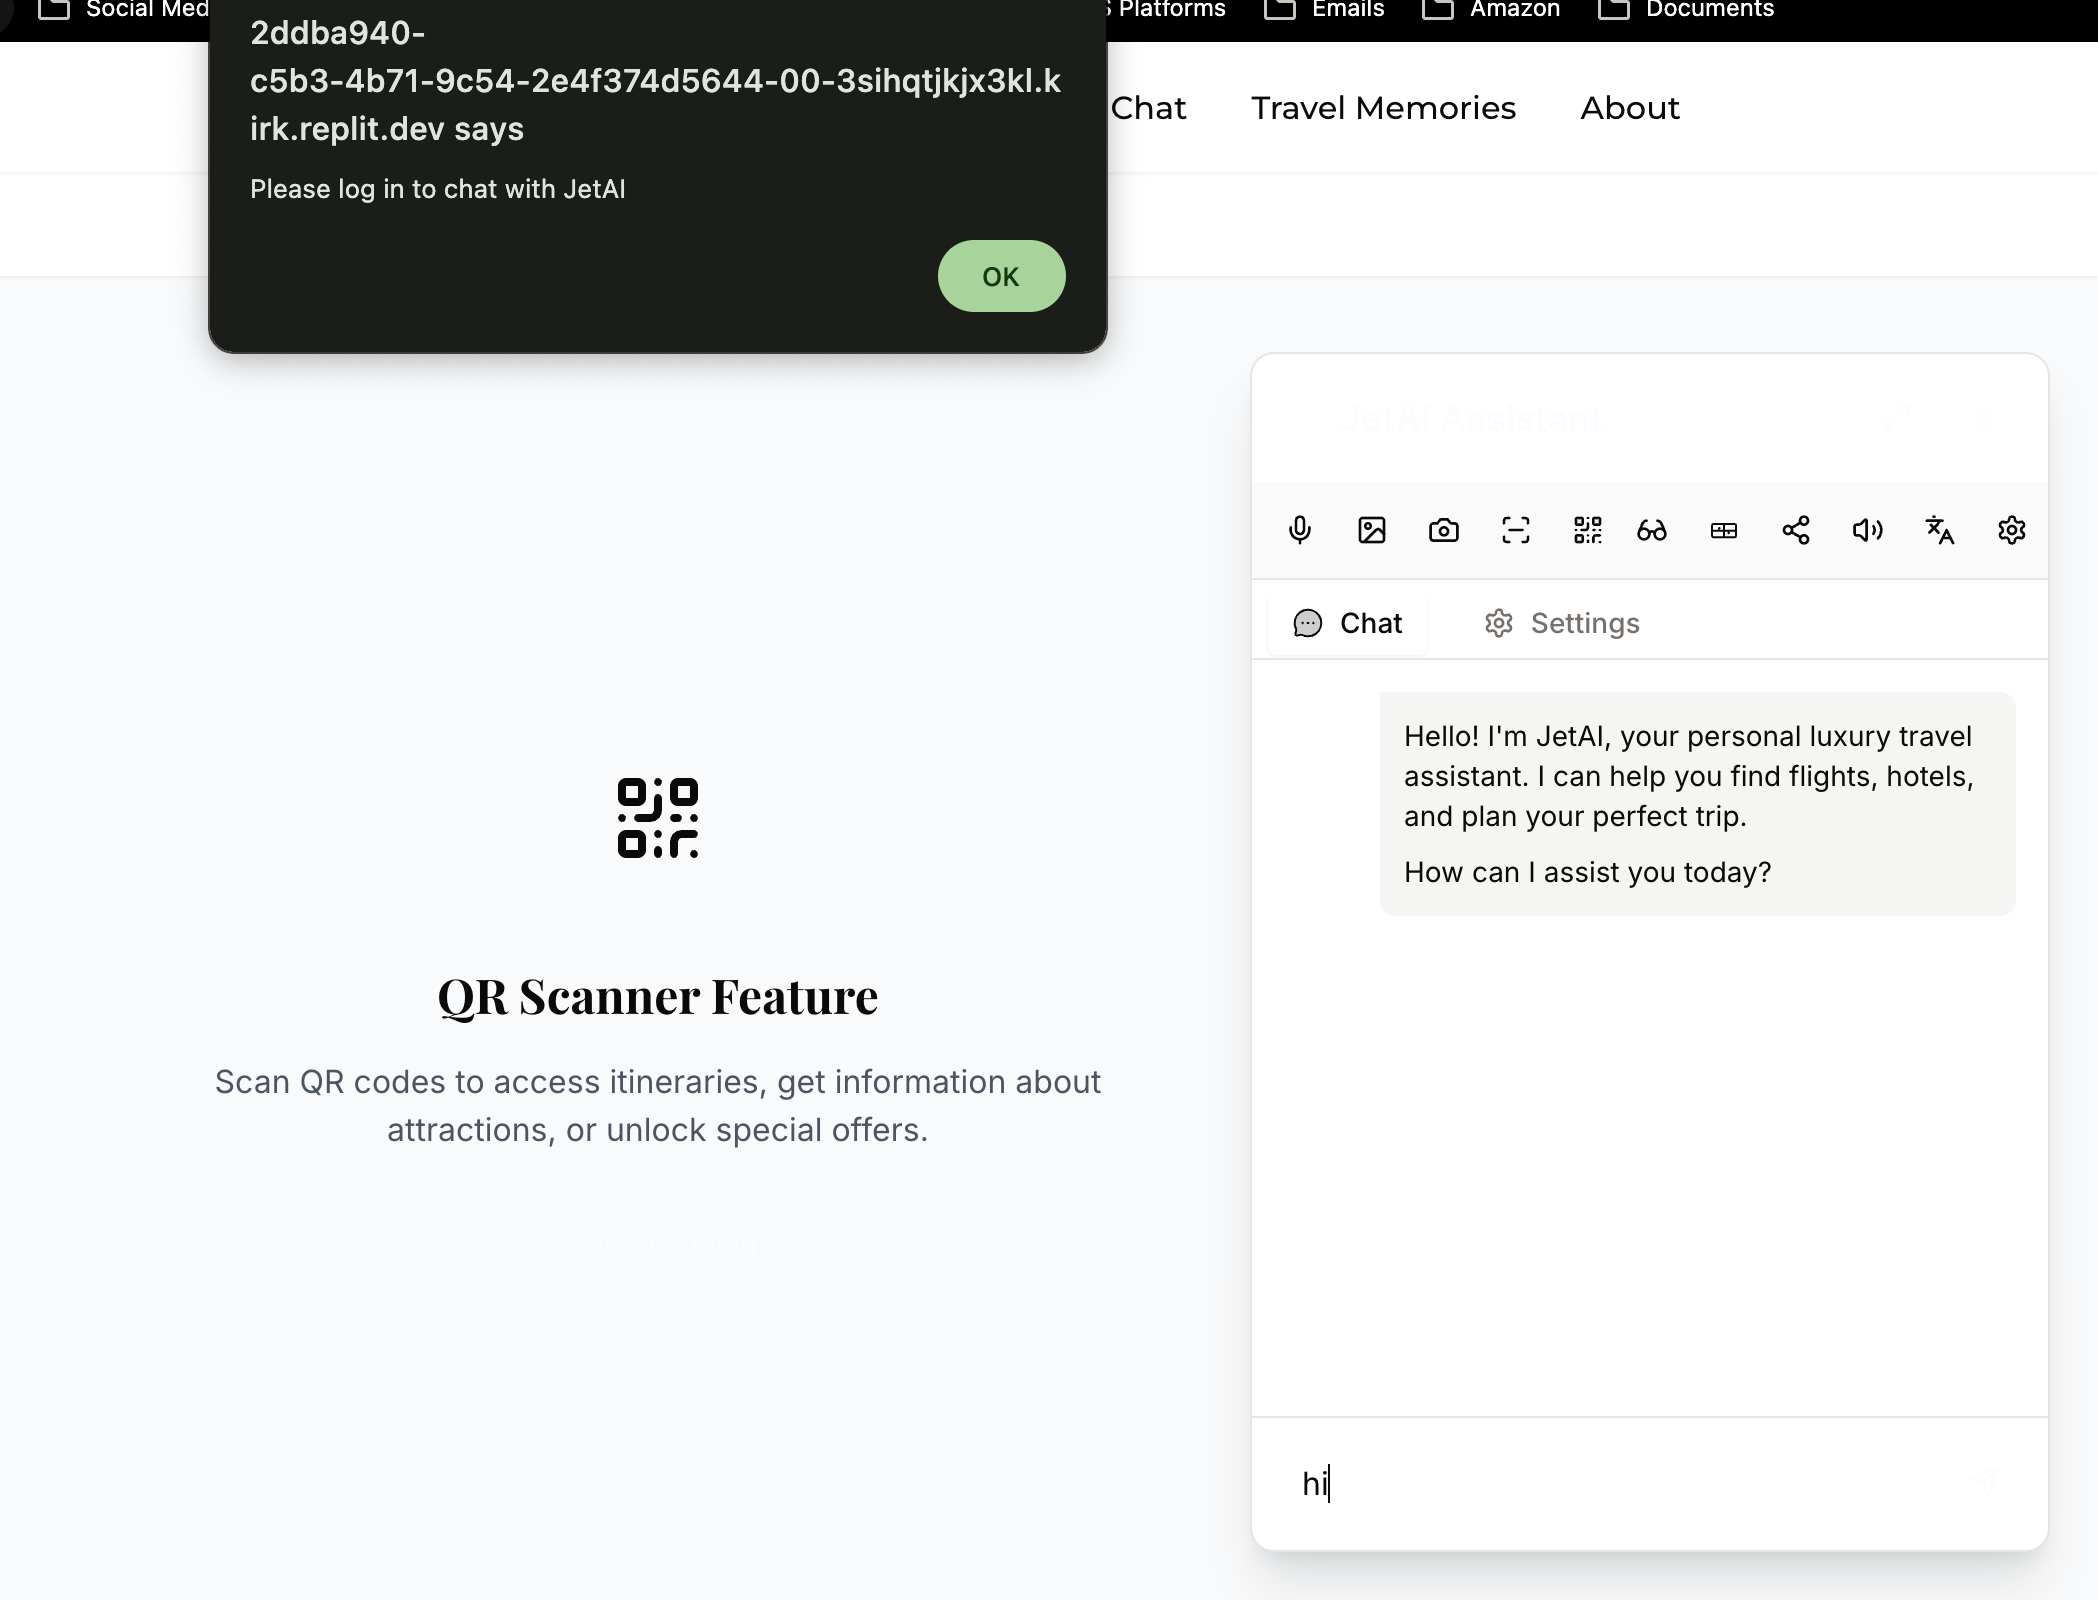 Social Med
Platforms
Emails
Amazon
Documents
2ddba940-
c5b3-4b71-9c54-2e4f374d5644-00-3sihqtjkjx3kl.k
irk.replit.dev says
Please log in to chat with JetAI
OK
Chat
Travel Memories
About
JetAI Assistant
Chat
Settings
Hello! I'm JetAI, your personal luxury travel
assistant. I can help you find flights, hotels,
and plan your perfect trip.
How can I assist you today?
QR Scanner Feature
Scan QR codes to access itineraries, get information about
attractions, or unlock special offers.
Start Scanning
hi